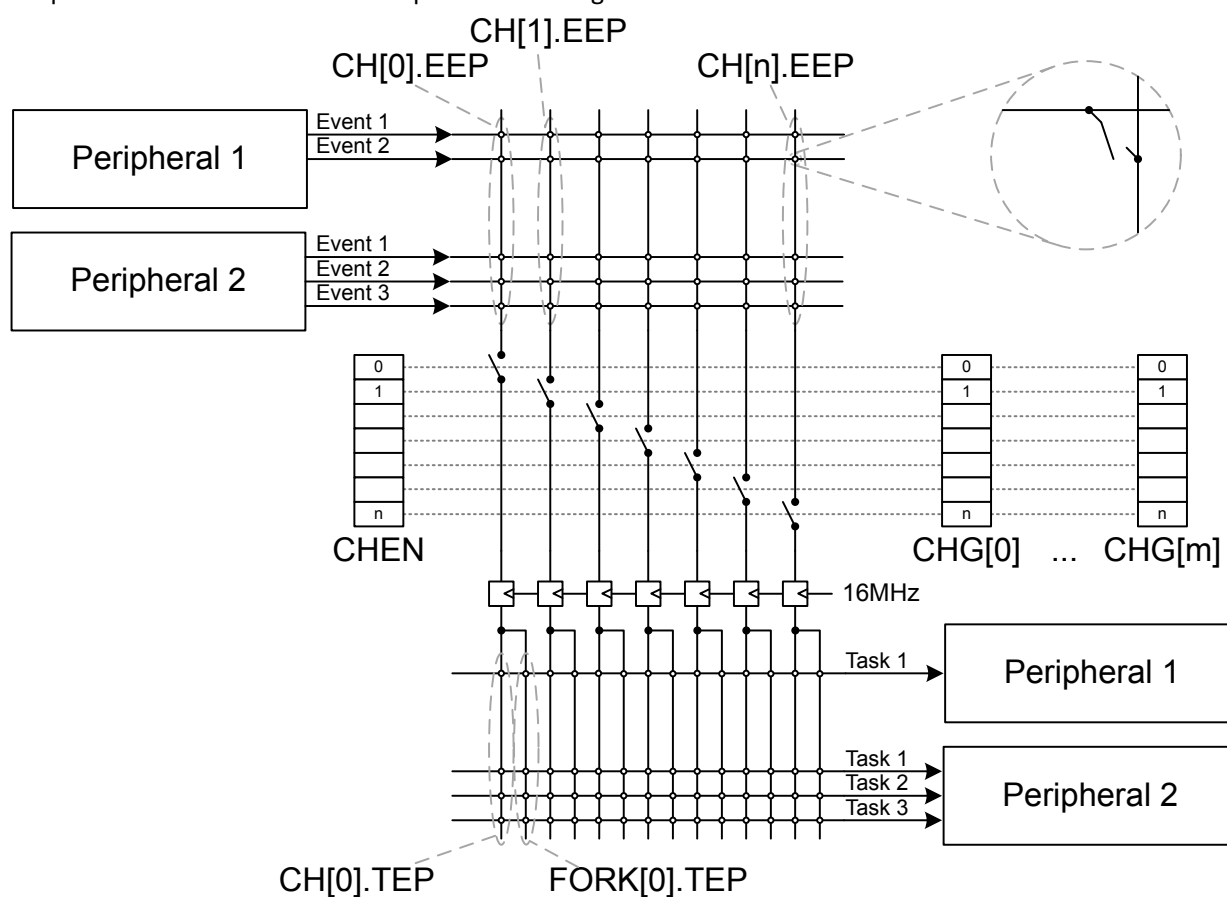 CH[1].EEP
CH[0].EEP
CH[n].EEP
Peripheral 1
Event 1
Event 2
Peripheral 2
Event 1
Event 2
Event 3
0
1
n
CHEN
0
1
n
CHG[0]
...
0
1
n
CHG[m]
16MHz
Task 1
Peripheral 1
Task 1
Task 2
Task 3
Peripheral 2
CH[0].TEP
FORK[0].TEP